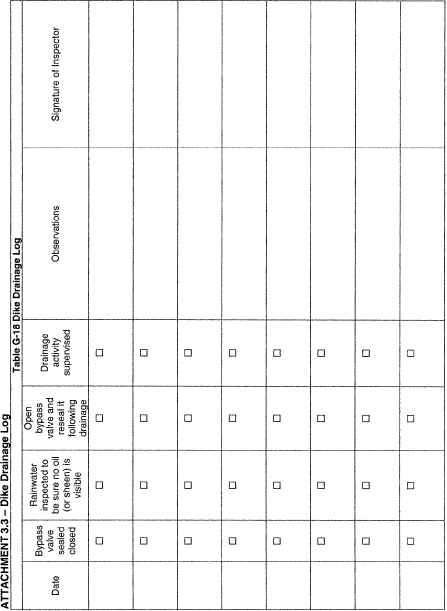 ATTACHMENT 3.3 – Dike Drainage Log
Table G-18 Dike Drainage Log
Date
Bypass
valve
sealed
closed
Rainwater
inspected to
be sure no oil
(or sheen) is
visible
Open
bypass
valve and
reseal it
following
drainage
Drainage
activity
supervised
Observations
Signature of Inspector